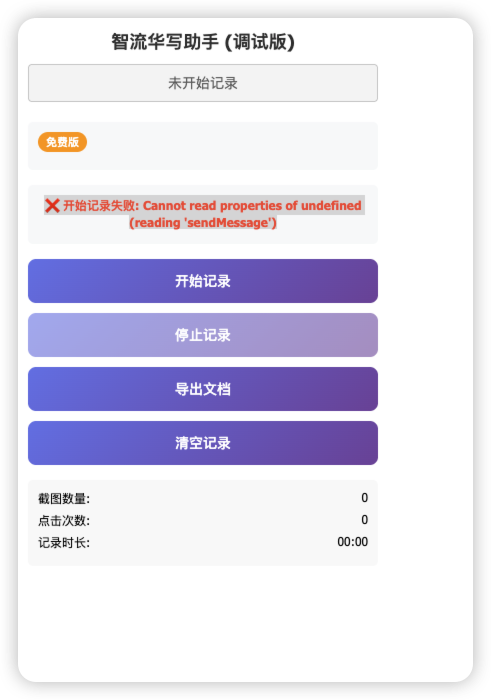 智流华写助手 (调试版)
未开始记录
免费版
❌ 开始记录失败: Cannot read properties of undefined
(reading 'sendMessage')
开始记录
停止记录
导出文档
清空记录
截图数量: 0
点击次数: 0
记录时长: 00:00